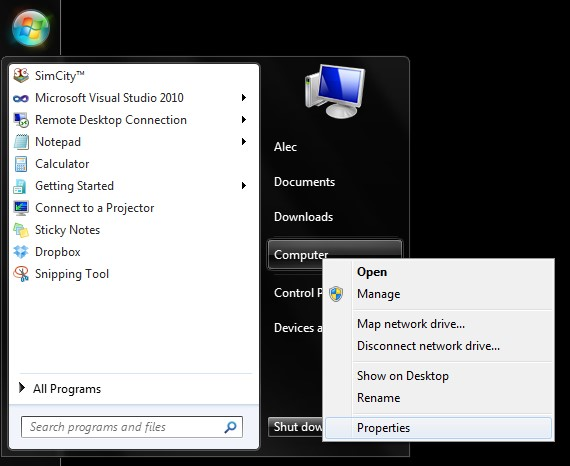 SimCity™
Microsoft Visual Studio 2010
Remote Desktop Connection
Notepad
Calculator
Getting Started
Connect to a Projector
Sticky Notes
Dropbox
Snipping Tool
All Programs
Search programs and files
Alec
Documents
Downloads
Computer
Control P
Devices a
Shut dow
Open
Manage
Map network drive...
Disconnect network drive...
Show on Desktop
Rename
Properties